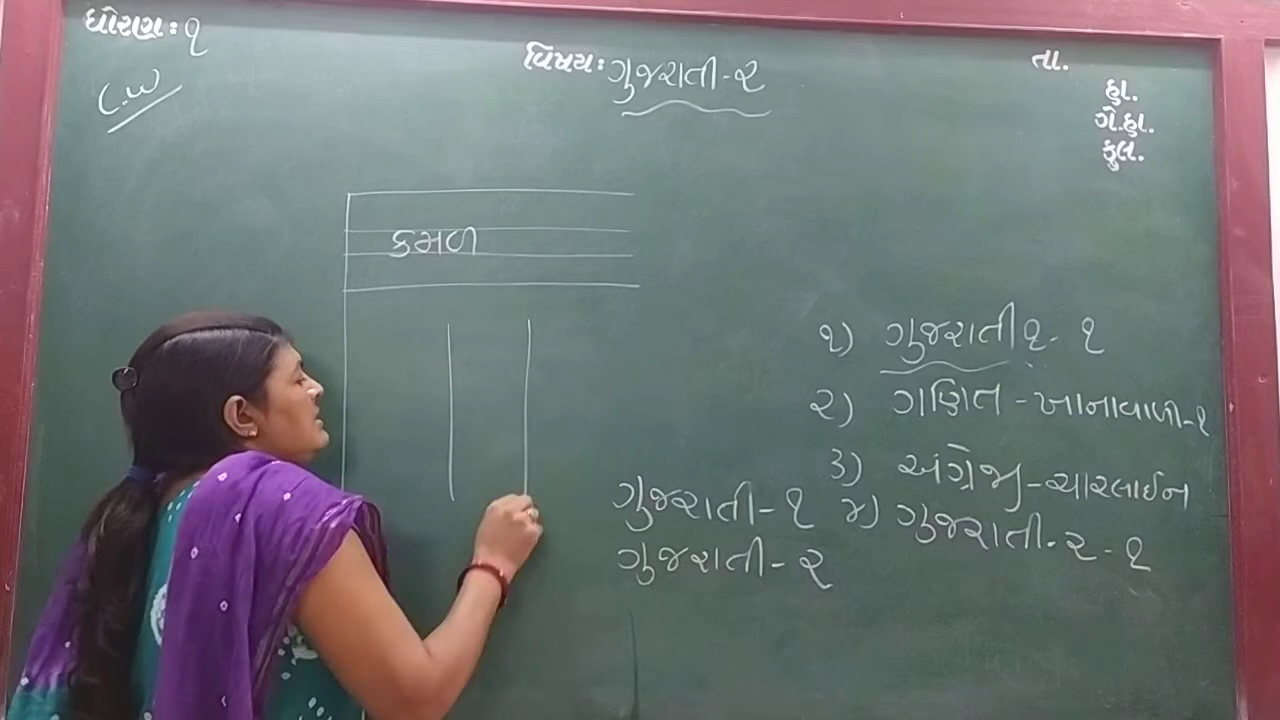 ધોરણ: ૧
C.W
વિષય: ગુજરાતી-૨
તા.
હા.
ગે.હા.
કુલ.
કમળ
૧) ગુજરાતી ૧ - ૧
૨) ગણિત - ખાનાવાળી-૧
૩) અંગ્રેજી - ચારલાઈન
૪) ગુજરાતી - ૨ - ૧
ગુજરાતી - ૧
ગુજરાતી - ૨